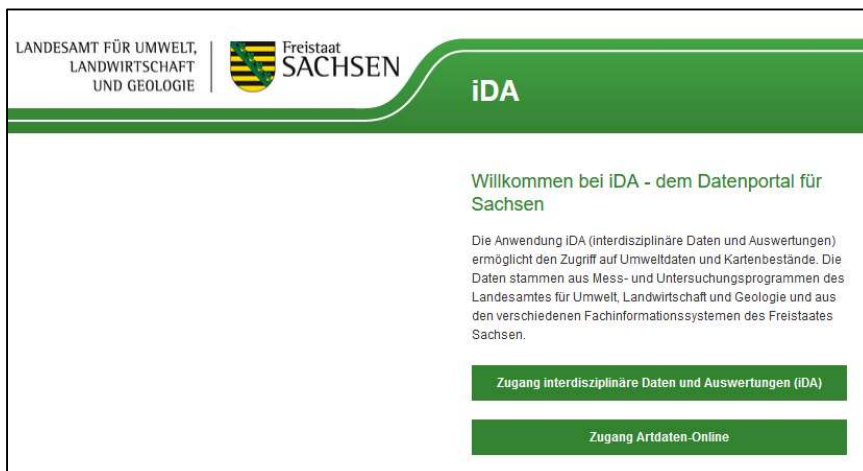 LANDESAMT FÜR UMWELT,
LANDWIRTSCHAFT
UND GEOLOGIE
Freistaat
SACHSEN
iDA
Willkommen bei iDA - dem Datenportal für
Sachsen
Die Anwendung iDA (interdisziplinäre Daten und Auswertungen)
ermöglicht den Zugriff auf Umweltdaten und Kartenbestände. Die
Daten stammen aus Mess- und Untersuchungsprogrammen des
Landesamtes für Umwelt, Landwirtschaft und Geologie und aus
den verschiedenen Fachinformationssystemen des Freistaates
Sachsen.
Zugang interdisziplinäre Daten und Auswertungen (iDA)
Zugang Artdaten-Online